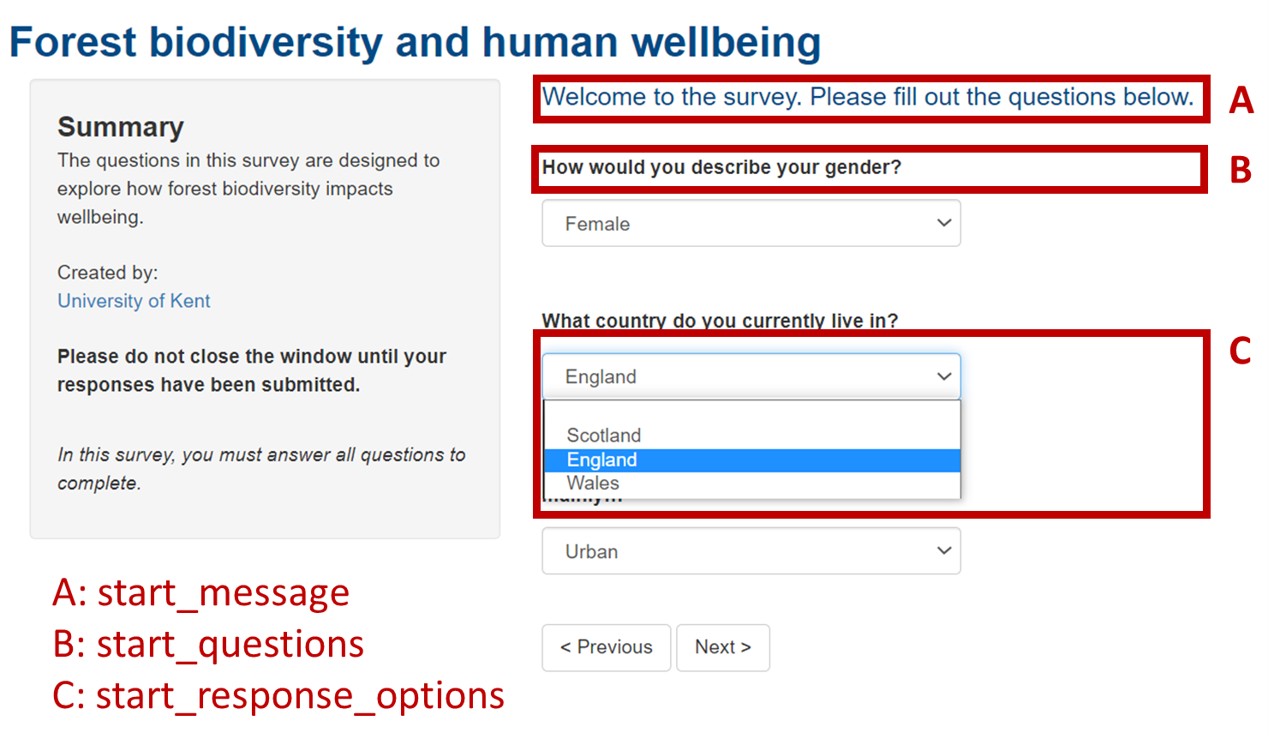 Forest biodiversity and human wellbeing
Summary
The questions in this survey are designed to
explore how forest biodiversity impacts
wellbeing.
Created by:
University of Kent
Please do not close the window until your
responses have been submitted.
In this survey, you must answer all questions to
complete.
Welcome to the survey. Please fill out the questions below.
A
How would you describe your gender?
B
Female
What country do you currently live in?
C
England
Scotland
England
Wales
Urban
< Previous
Next >
A: start_message
B: start_questions
C: start_response_options